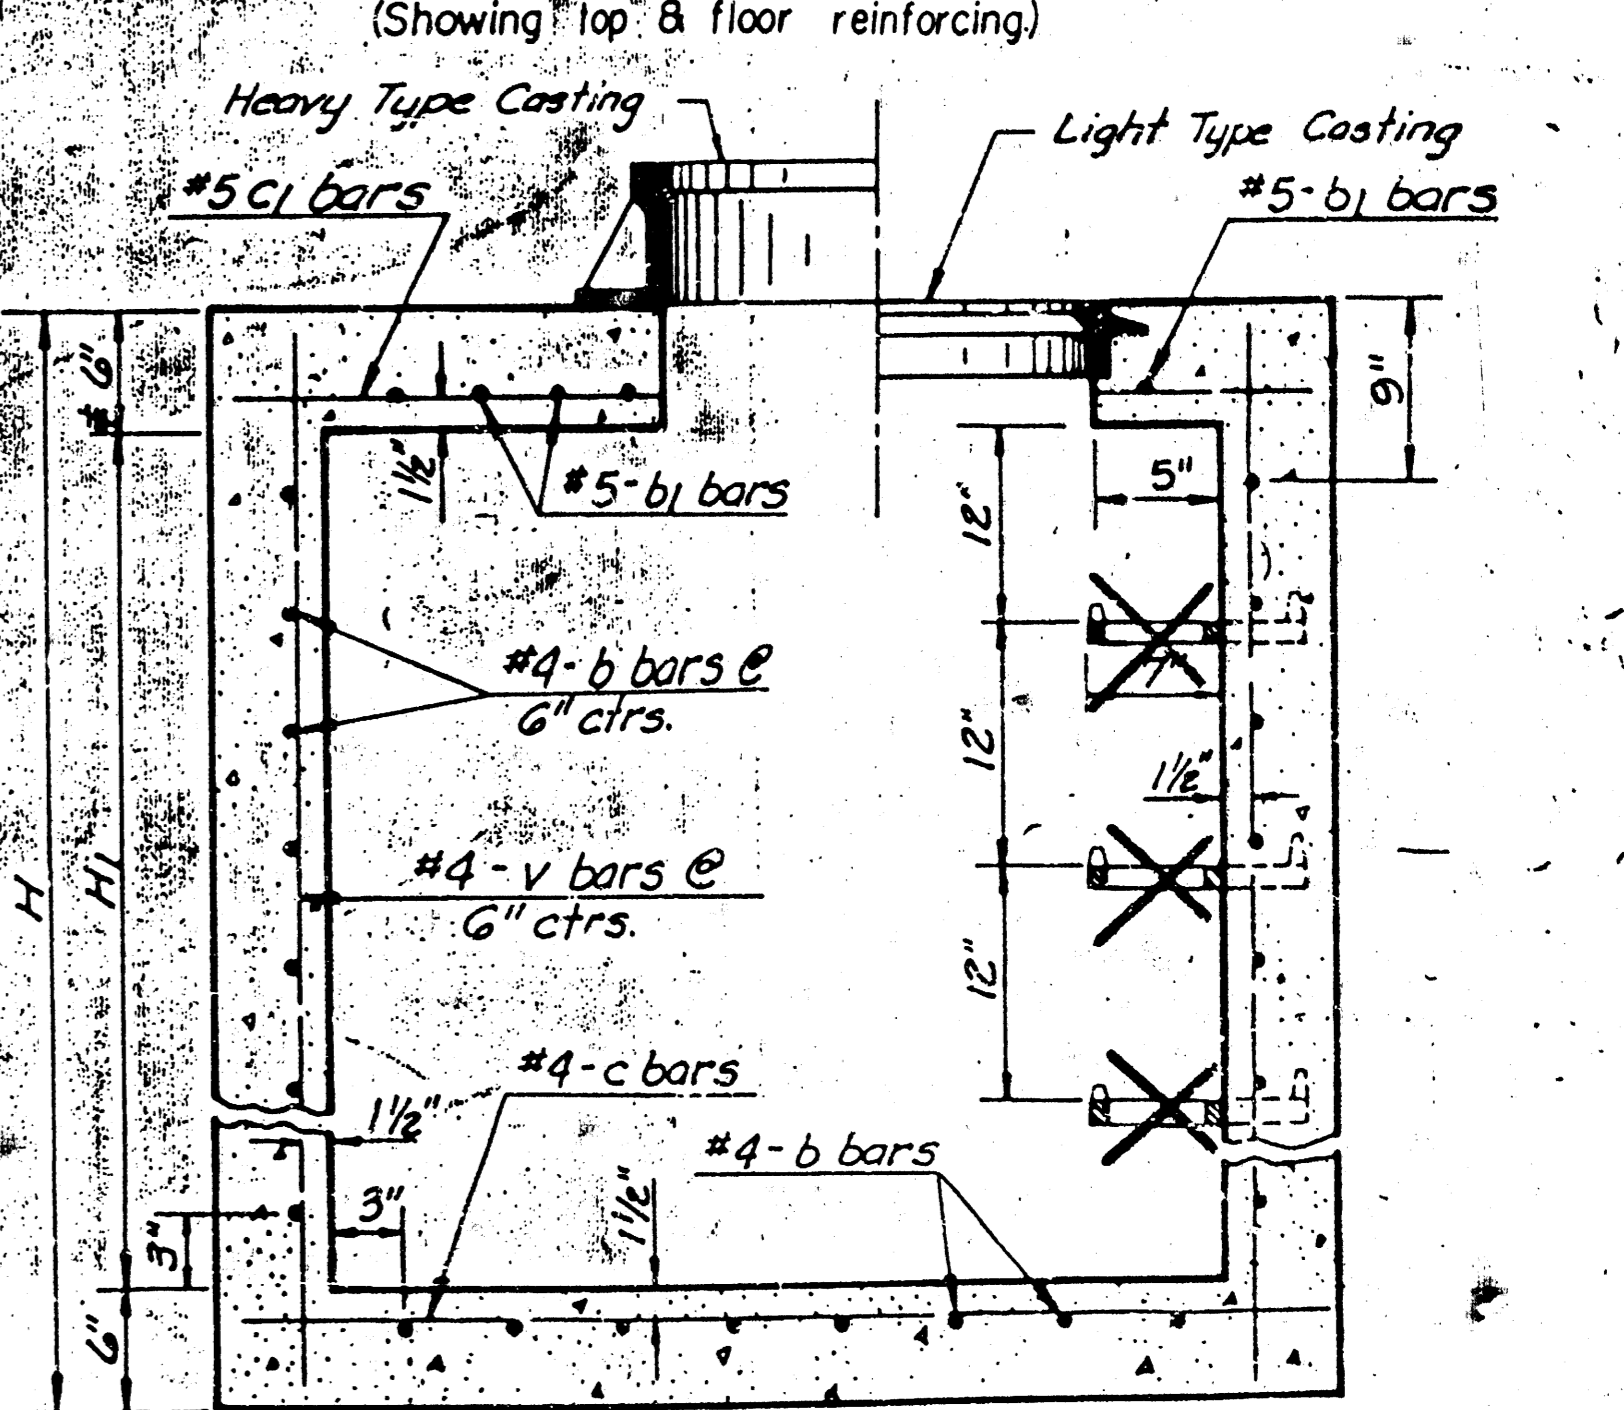 (Showing top & floor reinforcing.)
Heavy Type Casting
Light Type Casting
#5 c1 bars
#5-b1 bars
6"
9"
1½"
#5-b1 bars
12"
5"
#4-b bars @
6" ctrs.
7"
12"
1½"
H
H1
#4-v bars @
6" ctrs.
12"
#4-c bars
1½"
#4-b bars
3"
1½"
3"
6"